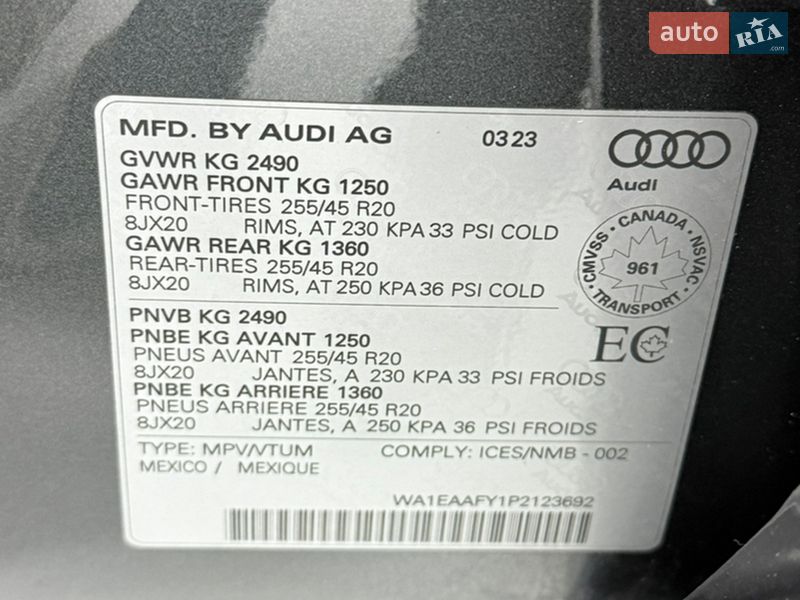 auto RIA .com
MFD. BY AUDI AG 0323
Audi
GVWR KG 2490
GAWR FRONT KG 1250
FRONT-TIRES 255/45 R20
8JX20 RIMS, AT 230 KPA 33 PSI COLD
GAWR REAR KG 1360
REAR-TIRES 255/45 R20
8JX20 RIMS, AT 250 KPA 36 PSI COLD
CMVSS · CANADA · NSVAC · TRANSPORT ·
961
PNVB KG 2490
PNBE KG AVANT 1250
PNEUS AVANT 255/45 R20
8JX20 JANTES, A 230 KPA 33 PSI FROIDS
PNBE KG ARRIERE 1360
PNEUS ARRIERE 255/45 R20
8JX20 JANTES, A 250 KPA 36 PSI FROIDS
EC
TYPE: MPV/VTUM COMPLY: ICES/NMB - 002
MEXICO / MEXIQUE
WA1EAAFY1P2123692